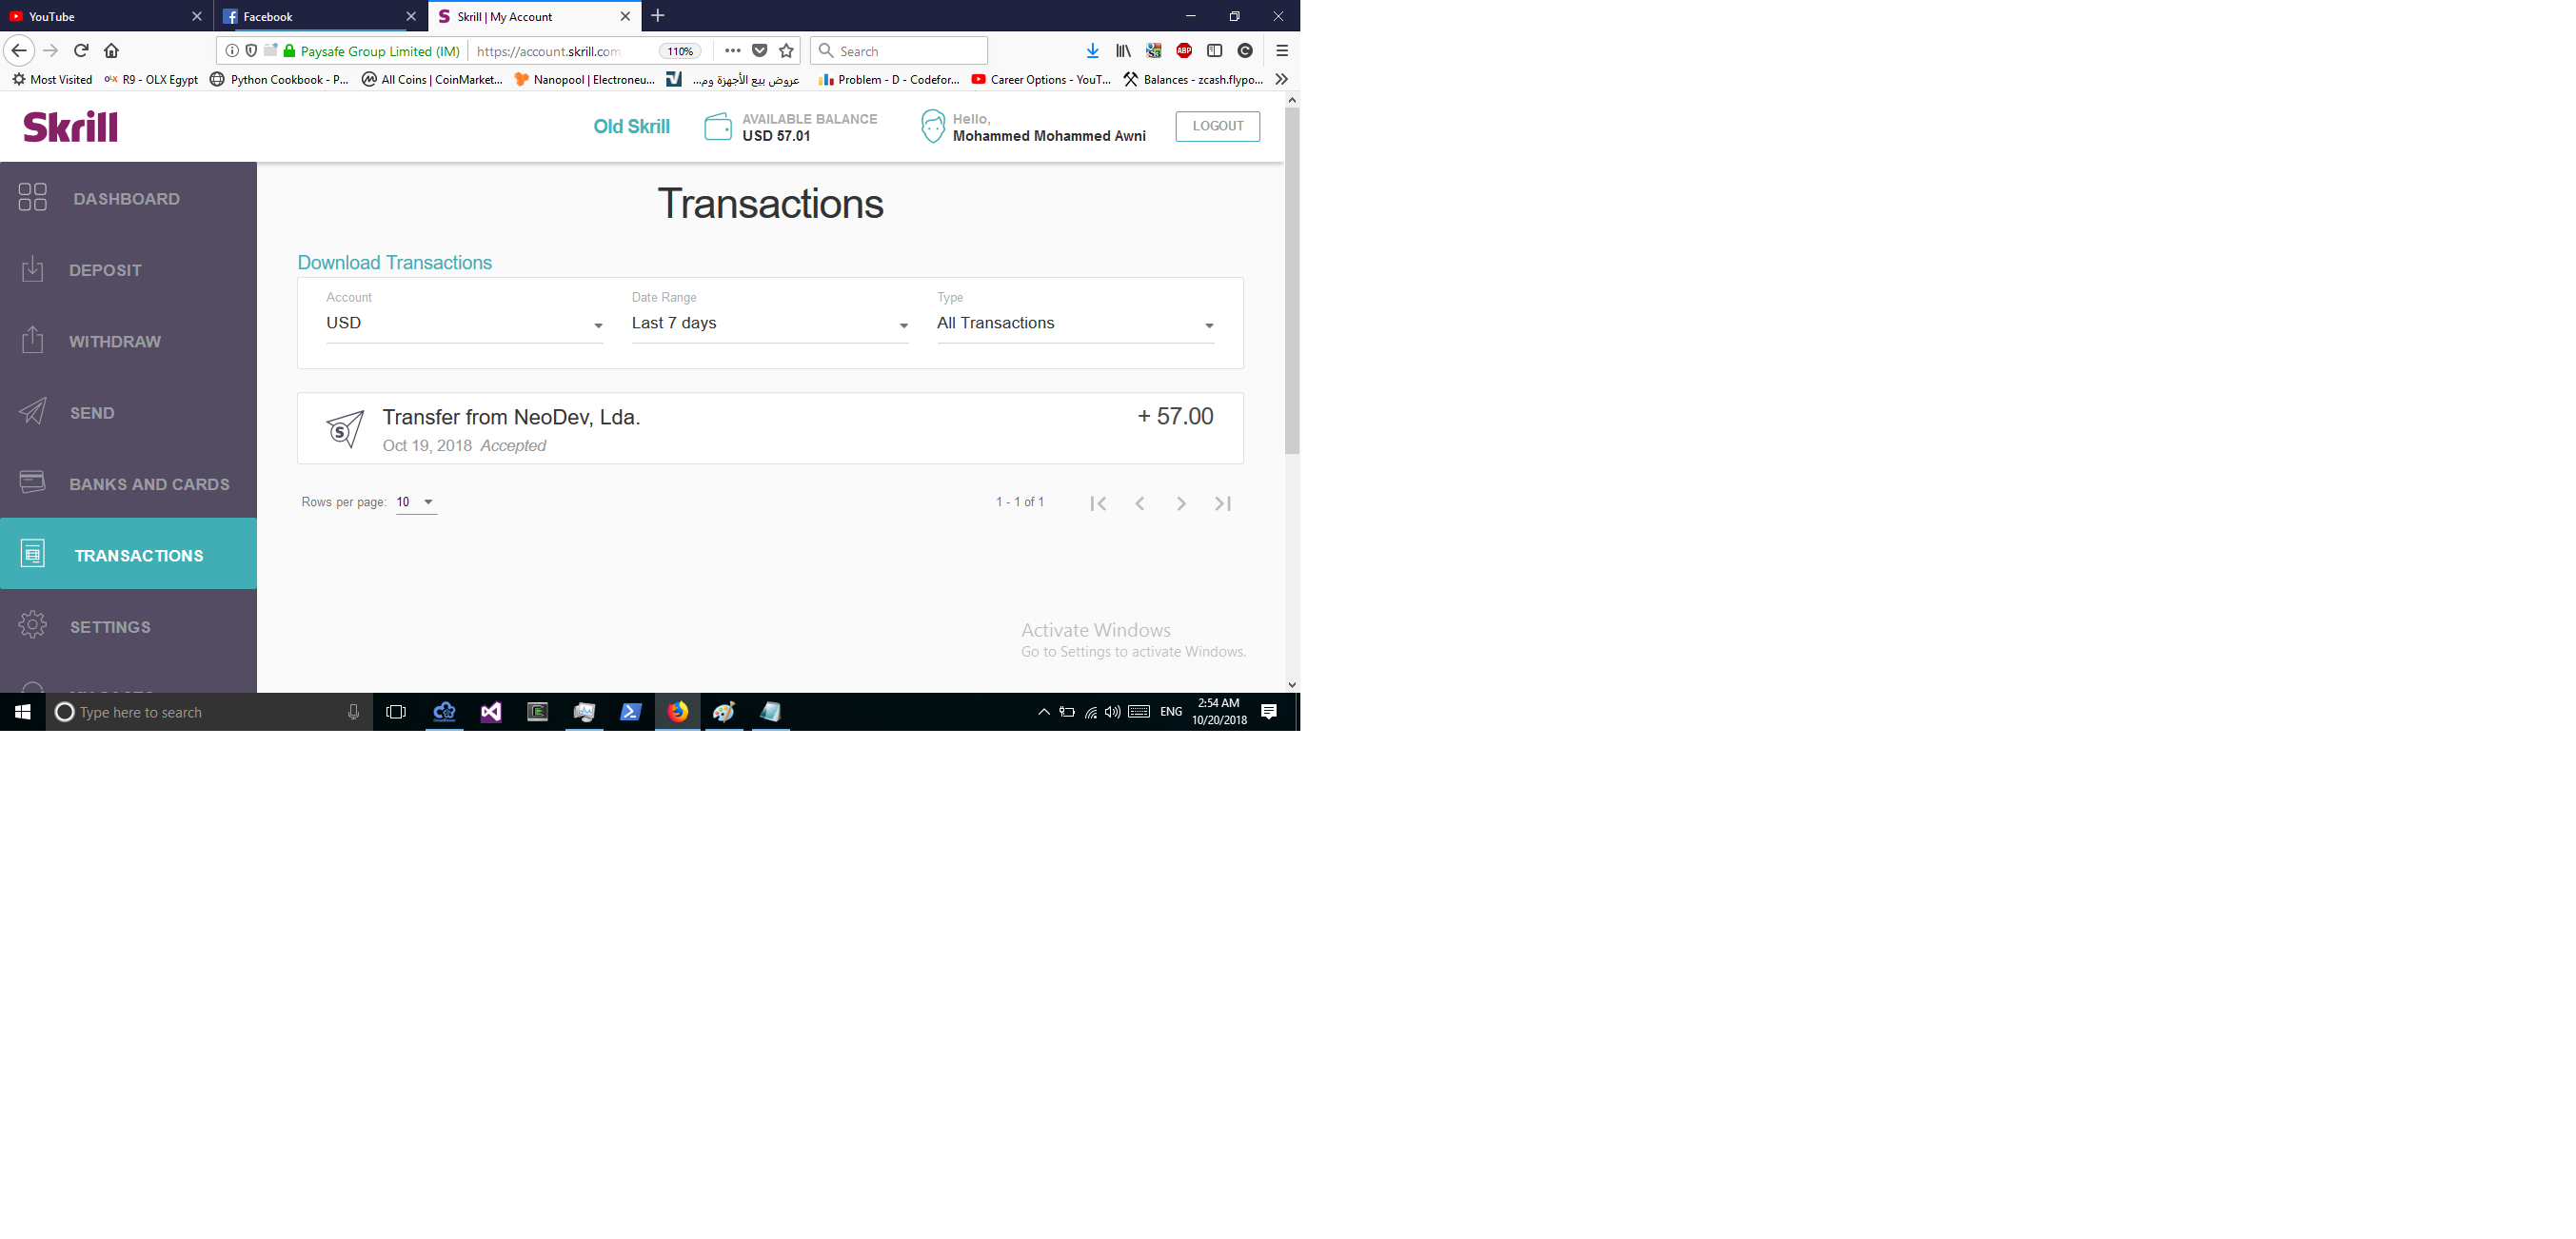 YouTube
Facebook
Skrill | My Account
Paysafe Group Limited (IM)
https://account.skrill.com
110%
Search
Most Visited
R9 - OLX Egypt
Python Cookbook - P...
All Coins | CoinMarket...
Nanopool | Electroneu...
عروض بيع الأجهزة وم...
Problem - D - Codefor...
Career Options - YouT...
Balances - zcash.flypo...
Skrill
Old Skrill
AVAILABLE BALANCE
USD 57.01
Hello,
Mohammed Mohammed Awni
LOGOUT
DASHBOARD
DEPOSIT
WITHDRAW
SEND
BANKS AND CARDS
TRANSACTIONS
SETTINGS
Transactions
Download Transactions
Account
USD
Date Range
Last 7 days
Type
All Transactions
Transfer from NeoDev, Lda.
+ 57.00
Oct 19, 2018 Accepted
Rows per page: 10
1 - 1 of 1
Activate Windows
Go to Settings to activate Windows.
Type here to search
ENG
2:54 AM
10/20/2018